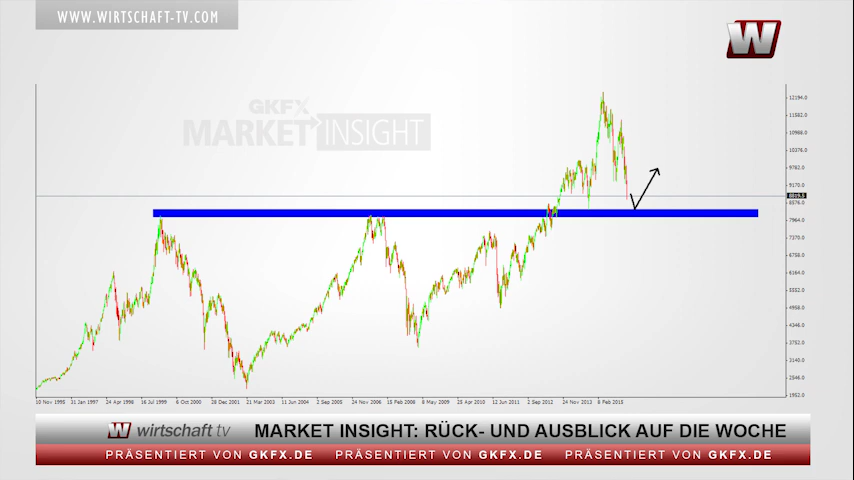 WWW.WIRTSCHAFT-TV.COM
W
GKFX
MARKET INSIGHT
12194.0
11582.0
10988.0
10376.0
9782.0
9170.0
8576.0
7964.0
7370.0
6758.0
6164.0
5552.0
4958.0
4346.0
3752.0
3140.0
2546.0
1952.0
10 Nov 1995 31 Jan 1997 24 Apr 1998 16 Jul 1999 6 Oct 2000 28 Dec 2001 21 Mar 2003 11 Jun 2004 2 Sep 2005 24 Nov 2006 15 Feb 2008 8 May 2009 25 Apr 2010 12 Jun 2011 2 Sep 2012 24 Nov 2013 8 Feb 2015
W wirtschaft tv MARKET INSIGHT: RÜCK- UND AUSBLICK AUF DIE WOCHE
PRÄSENTIERT VON GKFX.DE PRÄSENTIERT VON GKFX.DE PRÄSENTIERT VON GKFX.DE